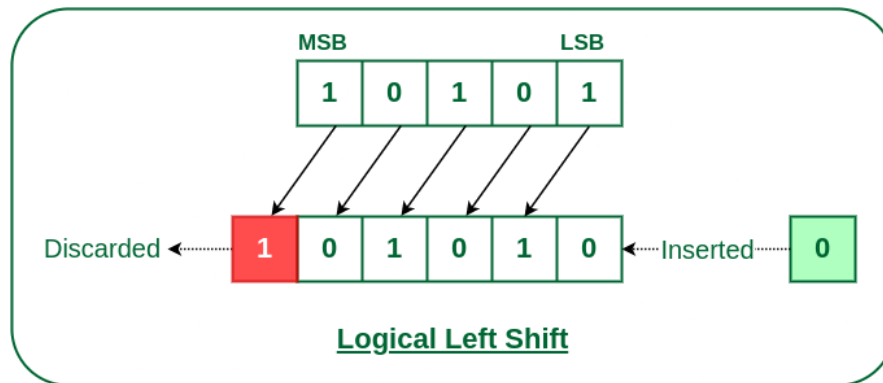 MSB LSB
1 0 1 0 1
Discarded 1 0 1 0 1 0 Inserted 0
Logical Left Shift